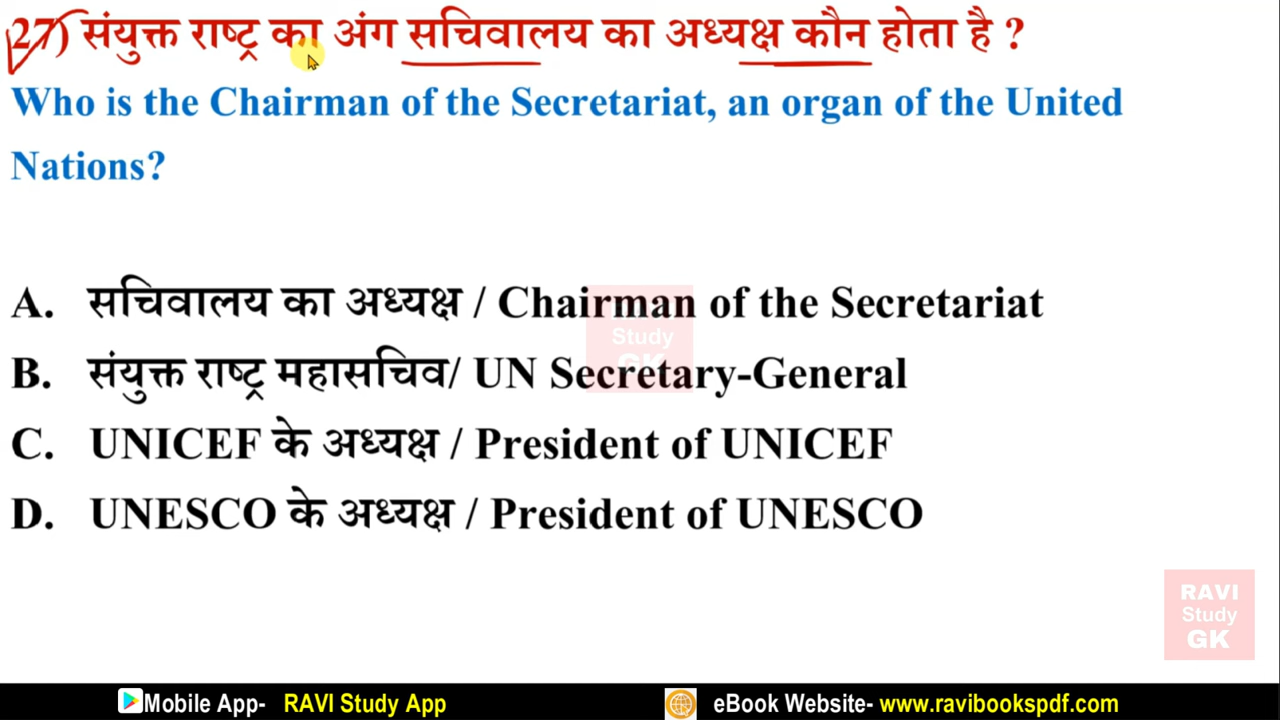 27) संयुक्त राष्ट्र का अंग सचिवालय का अध्यक्ष कौन होता है ?
Who is the Chairman of the Secretariat, an organ of the United
Nations?
A. सचिवालय का अध्यक्ष / Chairman of the Secretariat
B. संयुक्त राष्ट्र महासचिव/ UN Secretary-General
C. UNICEF के अध्यक्ष / President of UNICEF
D. UNESCO के अध्यक्ष / President of UNESCO
Study
GK
RAVI
Study
GK
Mobile App- RAVI Study App
eBook Website- www.ravibookspdf.com